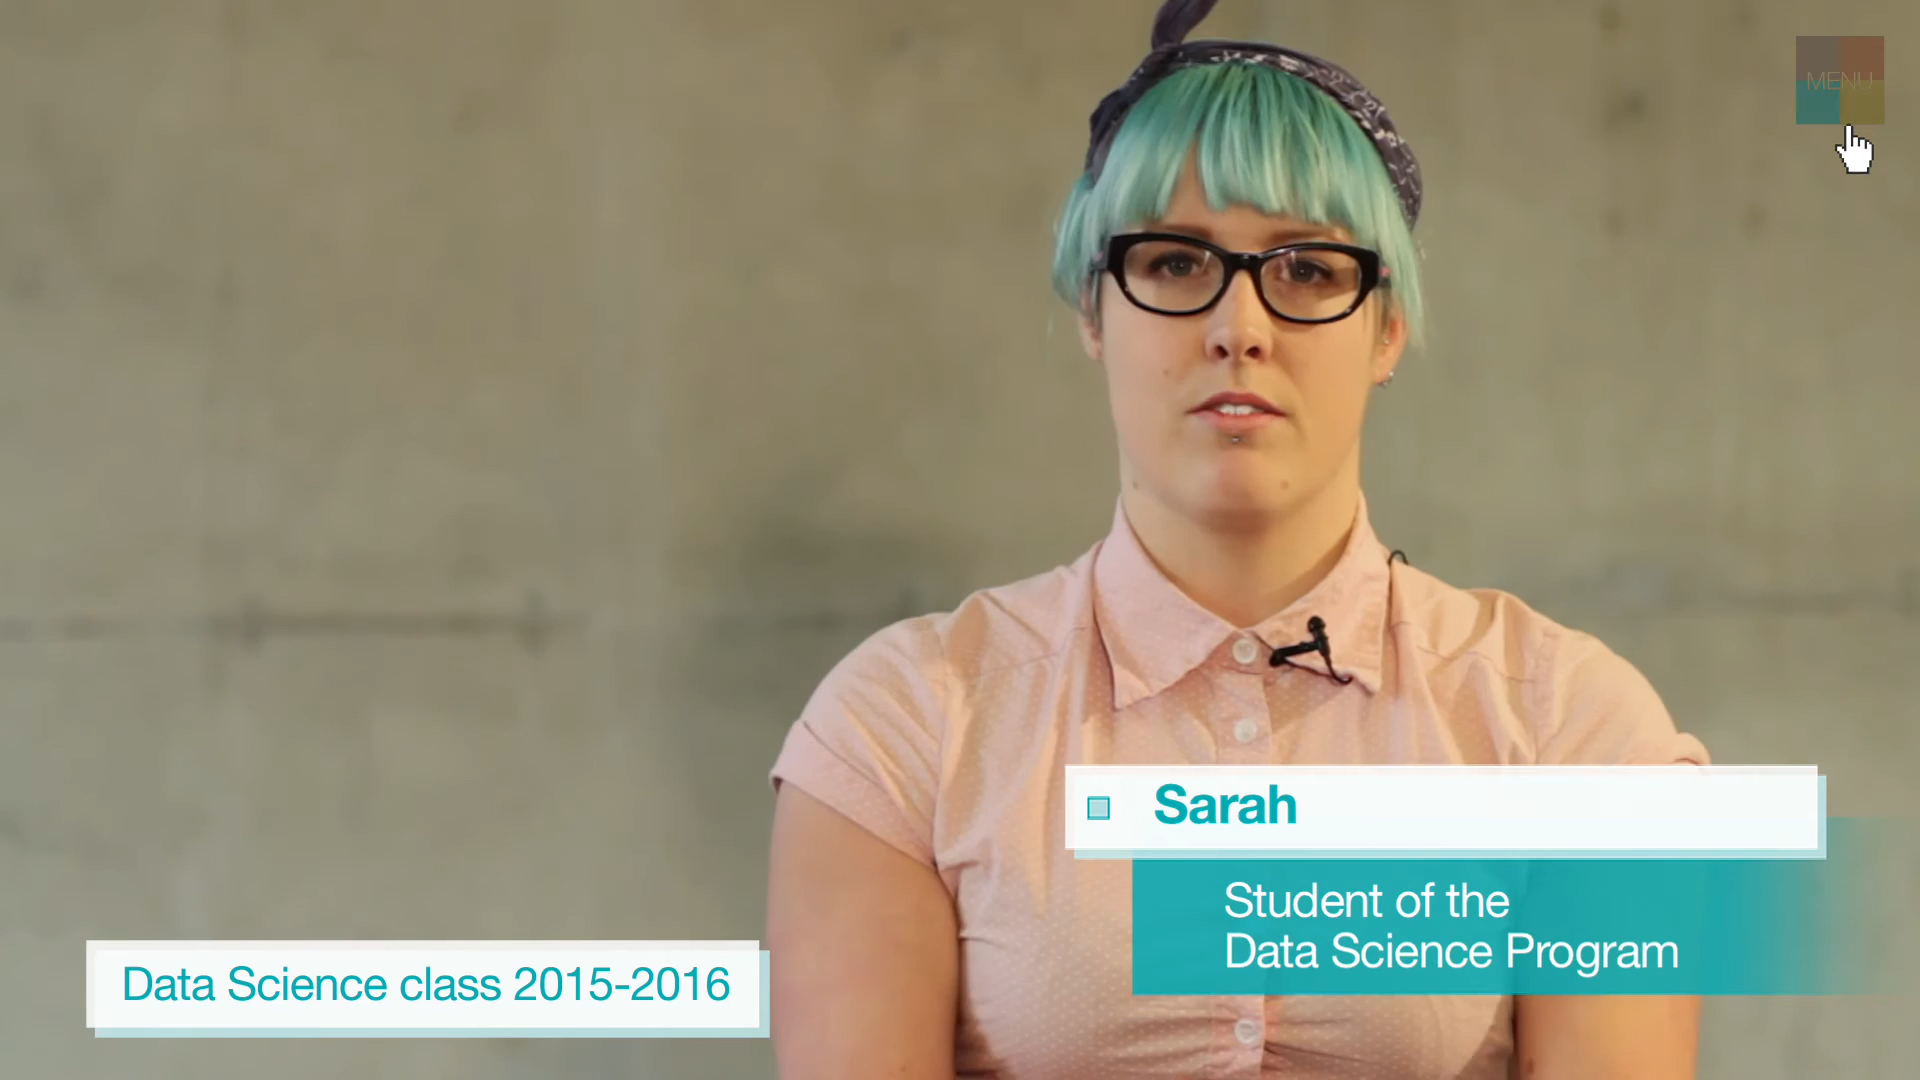 MENU
Sarah
Student of the
Data Science Program
Data Science class 2015-2016